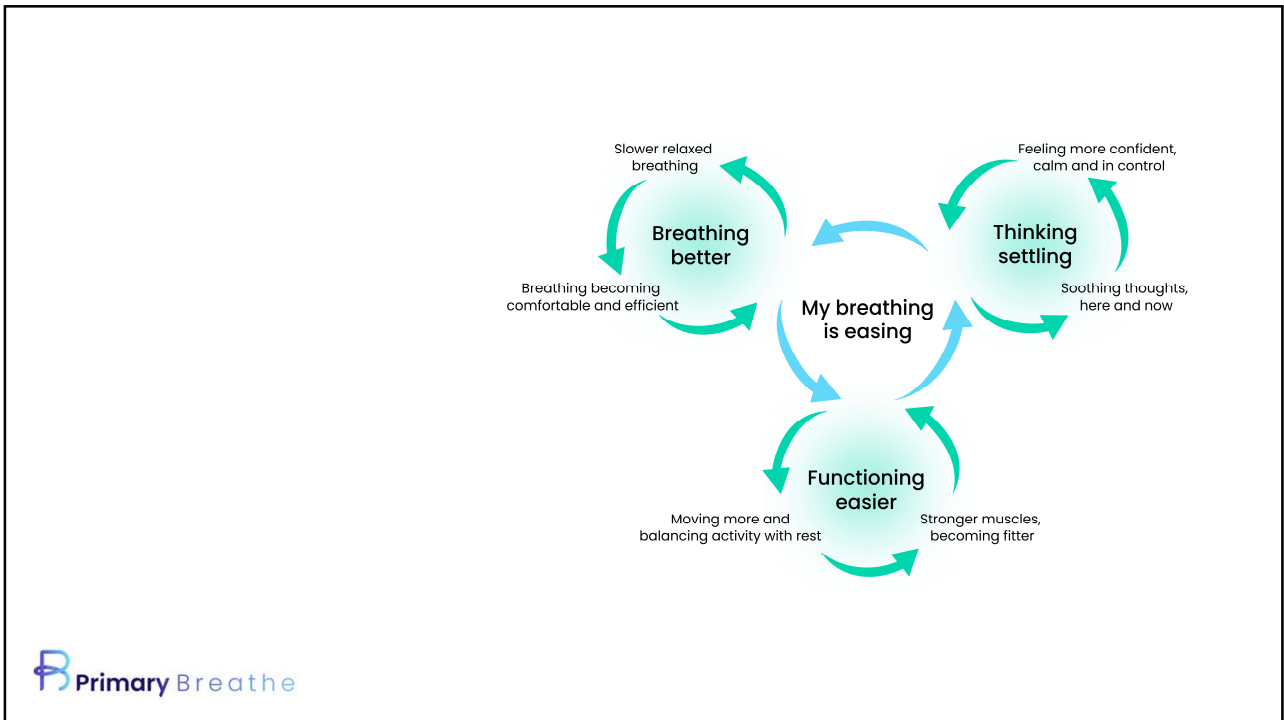 Slower relaxed
breathing
Breathing
better
Breathing becoming
comfortable and efficient
Feeling more confident,
calm and in control
Thinking
settling
Soothing thoughts,
here and now
My breathing
is easing
Functioning
easier
Moving more and
balancing activity with rest
Stronger muscles,
becoming fitter
Primary Breathe